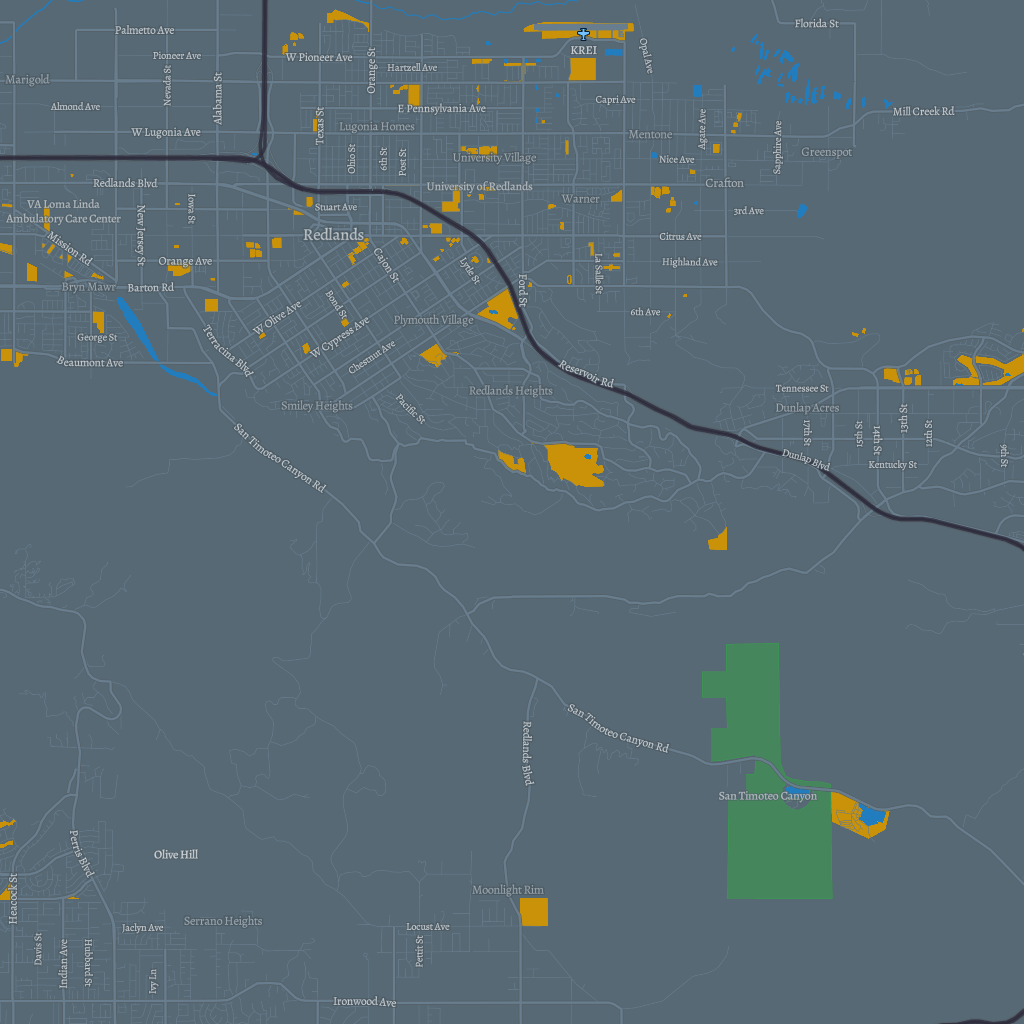 Palmetto Ave
Florida St
Pioneer Ave
W Pioneer Ave
Orange St
KREI
Opal Ave
Hartzell Ave
Marigold
Nevada St
Alabama St
Almond Ave
E Pennsylvania Ave
Capri Ave
Mill Creek Rd
Texas St
Lugonia Homes
W Lugonia Ave
Mentone
Agate Ave
Sapphire Ave
Greenspot
Ohio St
6th St
Post St
University Village
Nice Ave
Redlands Blvd
University of Redlands
Crafton
Warner
VA Loma Linda
Ambulatory Care Center
Iowa St
Stuart Ave
3rd Ave
New Jersey St
Mission Rd
Redlands
Citrus Ave
Orange Ave
Cajon St
Lytle St
La Salle St
Highland Ave
Bryn Mawr
Barton Rd
Ford St
Bond St
W Olive Ave
Plymouth Village
6th Ave
George St
Terracina Blvd
W Cypress Ave
Chestnut Ave
Beaumont Ave
Reservoir Rd
Redlands Heights
Tennessee St
Smiley Heights
Pacific St
Dunlap Acres
17th St
15th St
14th St
13th St
12th St
9th St
San Timoteo Canyon Rd
Dunlap Blvd
Kentucky St
San Timoteo Canyon Rd
Redlands Blvd
San Timoteo Canyon
Perris Blvd
Olive Hill
Heacock St
Moonlight Rim
Serrano Heights
Jaclyn Ave
Locust Ave
Davis St
Indian Ave
Hubbard St
Ivy Ln
Pettit St
Ironwood Ave